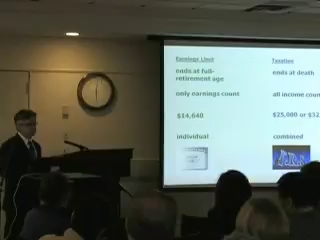 Earnings Limit Taxation
ends at full-
retirement age ends at death
only earnings count all income coun
$14,640 $25,000 or $32
individual combined